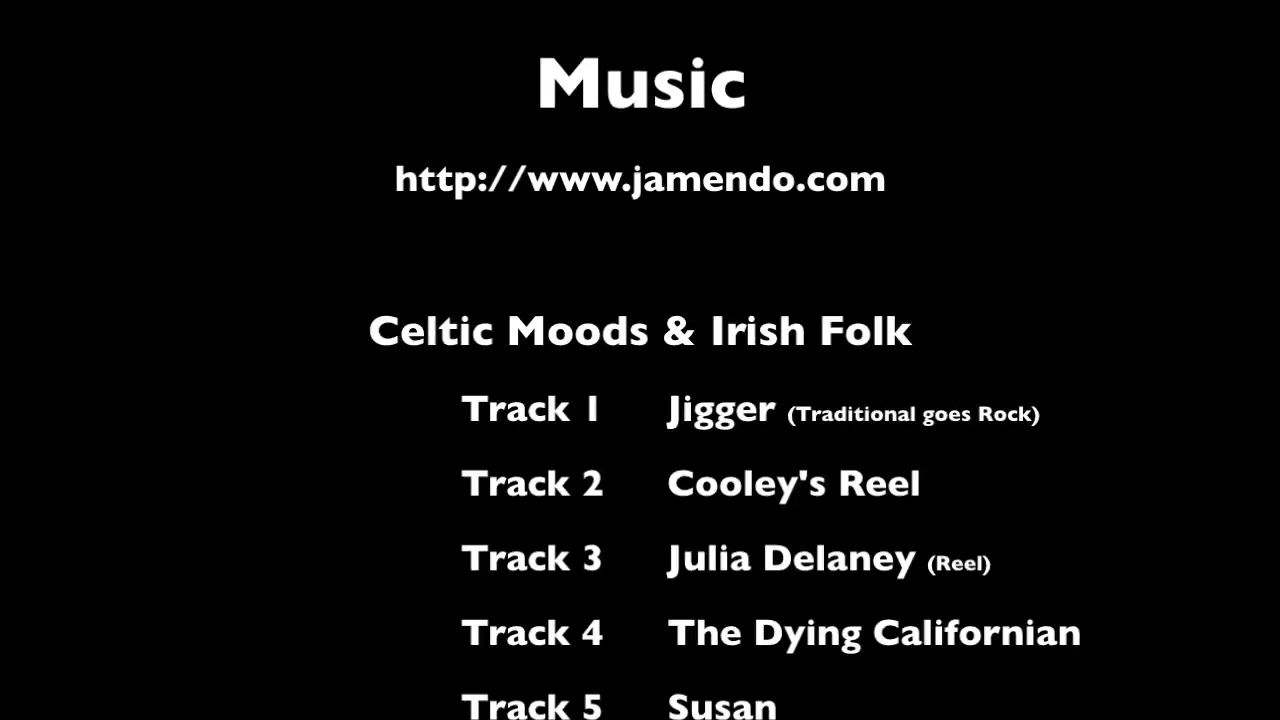 Music
http://www.jamendo.com
Celtic Moods & Irish Folk
Track 1 Jigger (Traditional goes Rock)
Track 2 Cooley's Reel
Track 3 Julia Delaney (Reel)
Track 4 The Dying Californian
Track 5 Susan